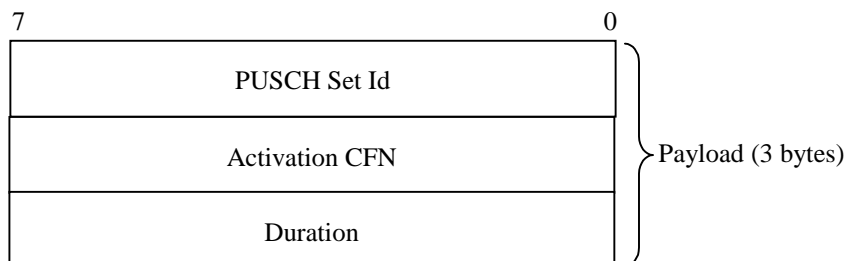 7 0
PUSCH Set Id
Activation CFN
Payload (3 bytes)
Duration